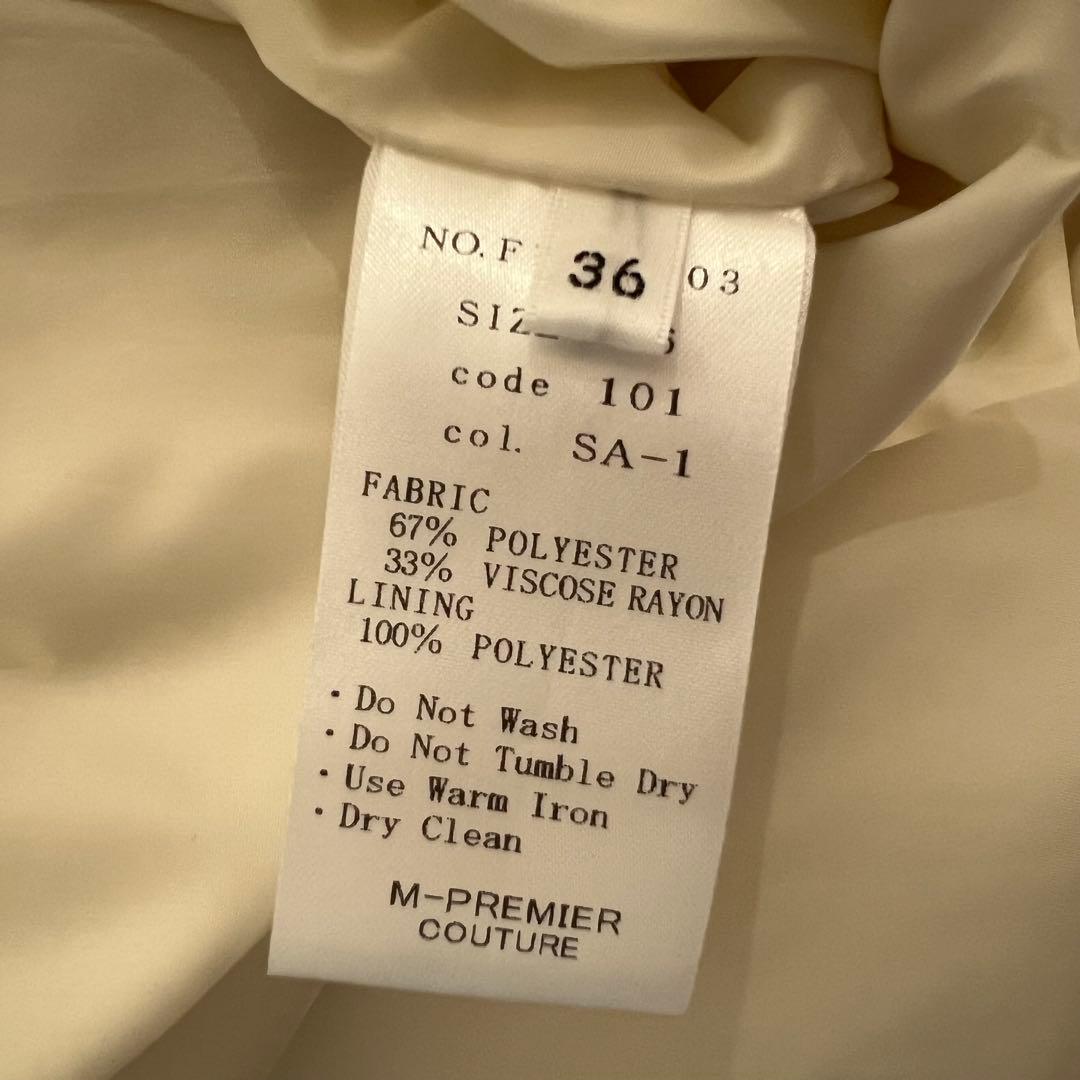 NO. F 03
36
code 101
col. SA-1
FABRIC
67% POLYESTER
33% VISCOSE RAYON
LINING
100% POLYESTER
・Do Not Wash
・Do Not Tumble Dry
・Use Warm Iron
・Dry Clean
M-PREMIER
COUTURE